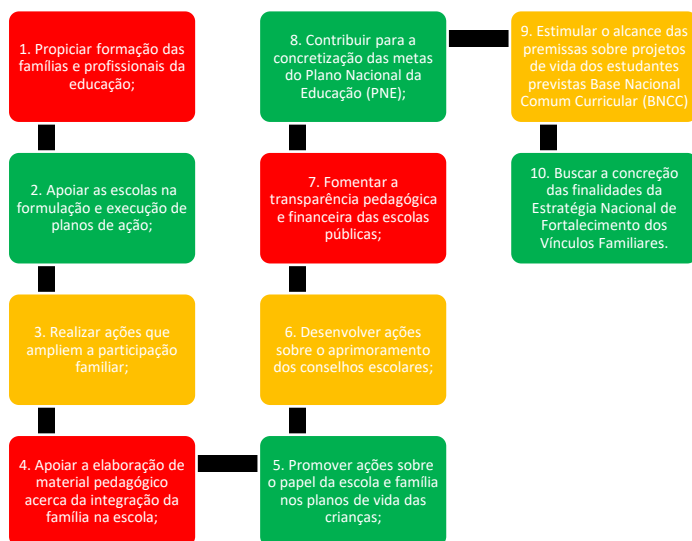 1. Propiciar formação das
famílias e profissionais da
educação;
2. Apoiar as escolas na
formulação e execução de
planos de ação;
3. Realizar ações que
ampliem a participação
familiar;
4. Apoiar a elaboração de
material pedagógico
acerca da integração da
família na escola;
5. Promover ações sobre
o papel da escola e família
nos planos de vida das
crianças;
6. Desenvolver ações
sobre o aprimoramento
dos conselhos escolares;
7. Fomentar a
transparência pedagógica
e financeira das escolas
públicas;
8. Contribuir para a
concretização das metas
do Plano Nacional da
Educação (PNE);
9. Estimular o alcance das
premissas sobre projetos
de vida dos estudantes
previstas Base Nacional
Comum Curricular (BNCC)
10. Buscar a concreção
das finalidades da
Estratégia Nacional de
Fortalecimento dos
Vínculos Familiares.